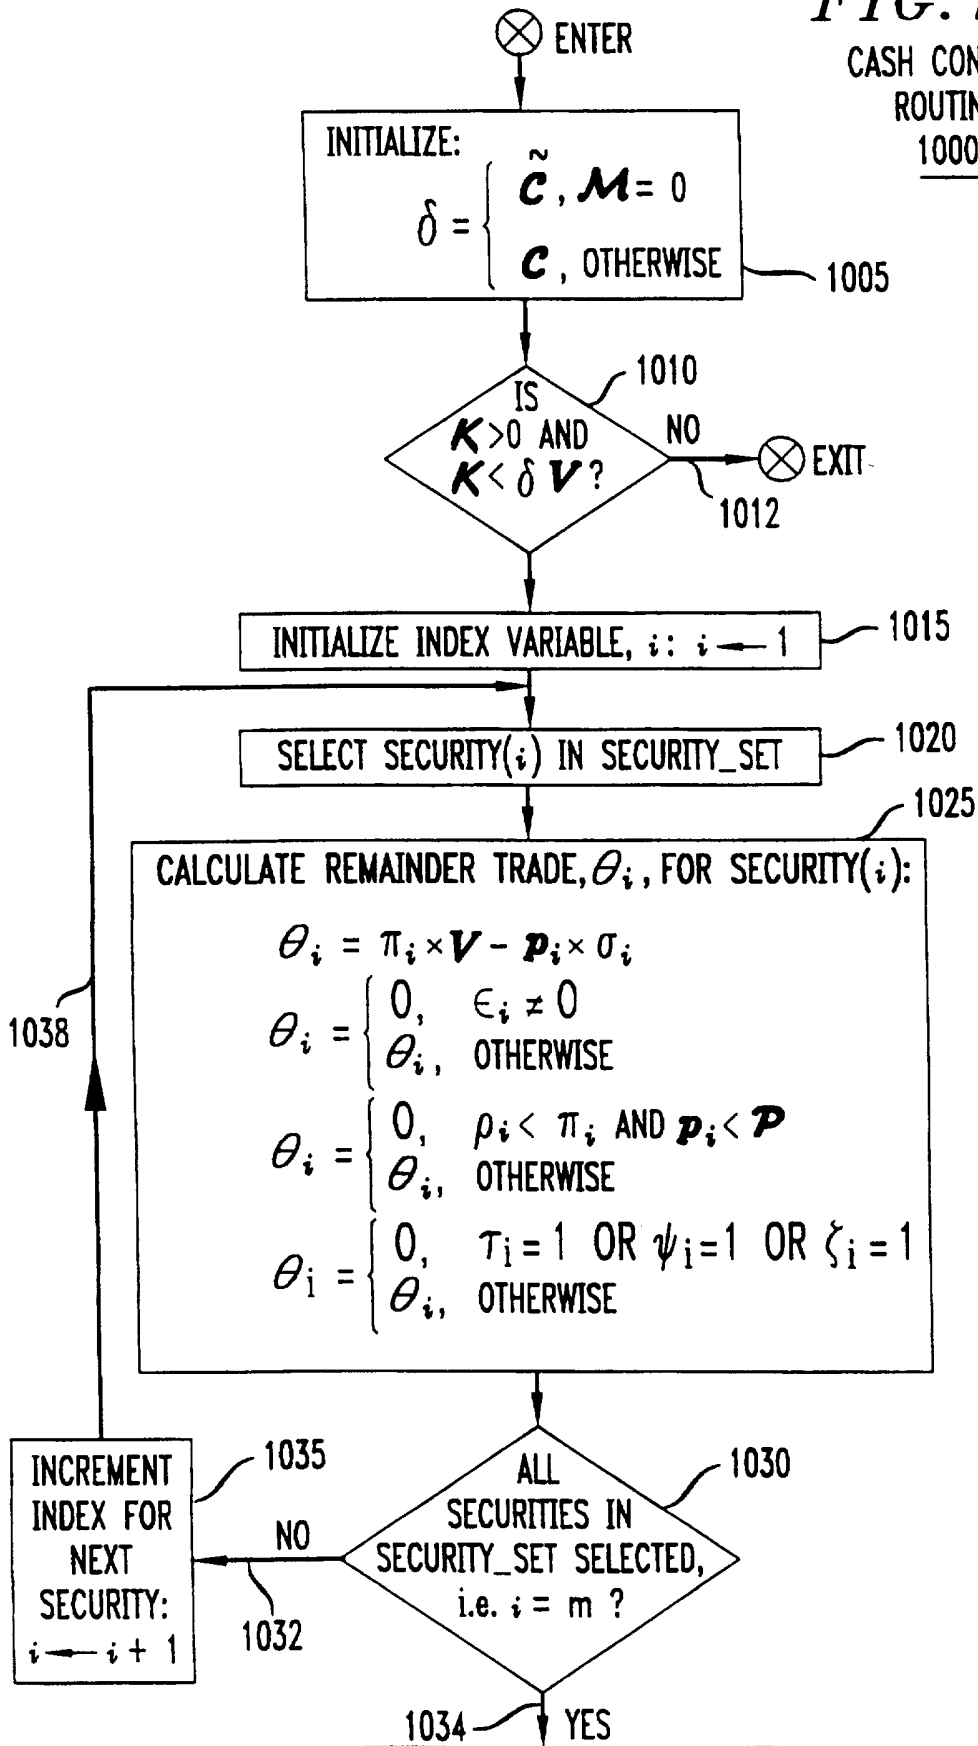 FIG.
ENTER
CASH CON
ROUTIN
1000
INITIALIZE:
δ = { C̃, M = 0
C, OTHERWISE
1005
1010
IS
K >0 AND
K < δ V ?
NO
EXIT
1012
INITIALIZE INDEX VARIABLE, i: i ← 1
1015
SELECT SECURITY(i) IN SECURITY_SET
1020
1025
CALCULATE REMAINDER TRADE, θi, FOR SECURITY(i):
θi = πi × V - pi × σi
θi = { 0, ϵi ≠ 0
θi, OTHERWISE
θi = { 0, ρi < πi AND pi < P
θi, OTHERWISE
θi = { 0, τi = 1 OR ψi = 1 OR ζi = 1
θi, OTHERWISE
1038
INCREMENT
INDEX FOR
NEXT
SECURITY:
i ← i + 1
1035
NO
1032
ALL
SECURITIES IN
SECURITY_SET SELECTED,
i.e. i = m ?
1030
1034
YES